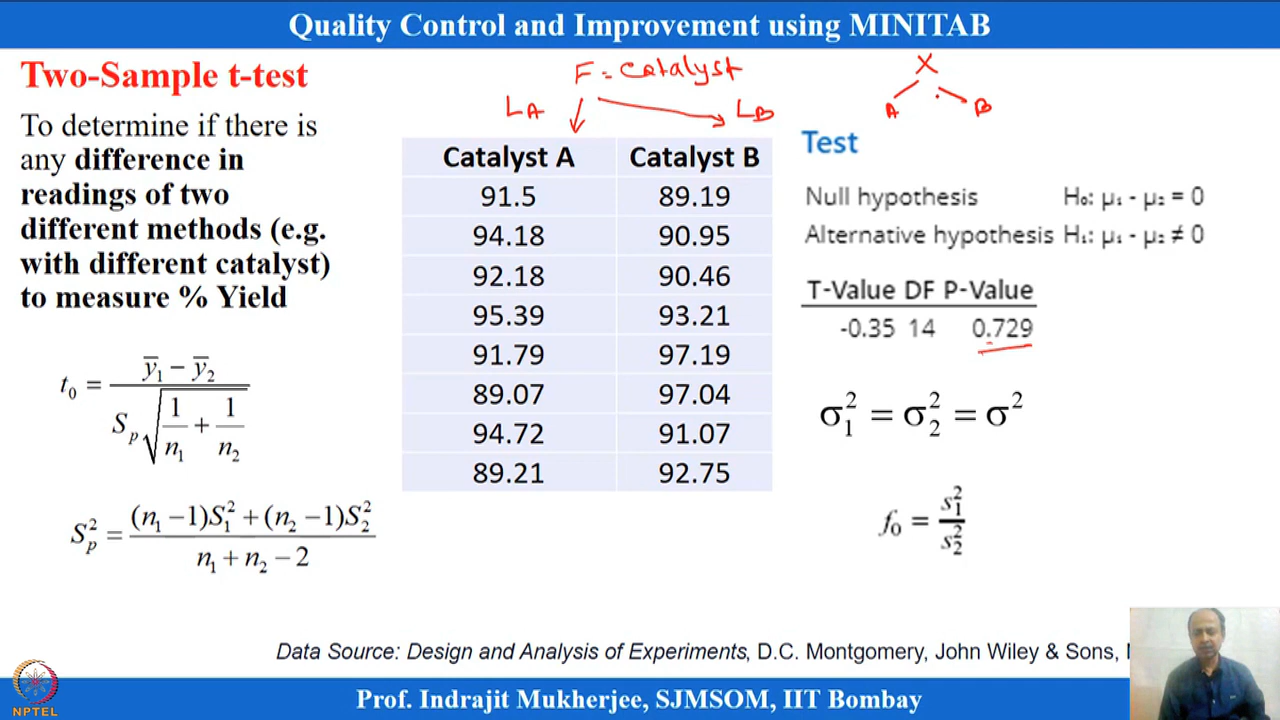 Quality Control and Improvement using MINITAB
Two-Sample t-test
To determine if there is
any difference in
readings of two
different methods (e.g.
with different catalyst)
to measure % Yield
t₀ = (y̅₁ − y̅₂) / (Sₚ √(1/n₁ + 1/n₂))
Sₚ² = ((n₁ −1)S₁² + (n₂ −1)S₂²) / (n₁ + n₂ − 2)
F = Catalyst
LA LB
Catalyst A Catalyst B
91.5 89.19
94.18 90.95
92.18 90.46
95.39 93.21
91.79 97.19
89.07 97.04
94.72 91.07
89.21 92.75
X
A B
Test
Null hypothesis H₀: µ₁ - µ₂ = 0
Alternative hypothesis H₁: µ₁ - µ₂ ≠ 0
T-Value DF P-Value
-0.35 14 0.729
σ₁² = σ₂² = σ²
f₀ = s₁² / s₂²
Data Source: Design and Analysis of Experiments, D.C. Montgomery, John Wiley & Sons,
NPTEL
Prof. Indrajit Mukherjee, SJMSOM, IIT Bombay